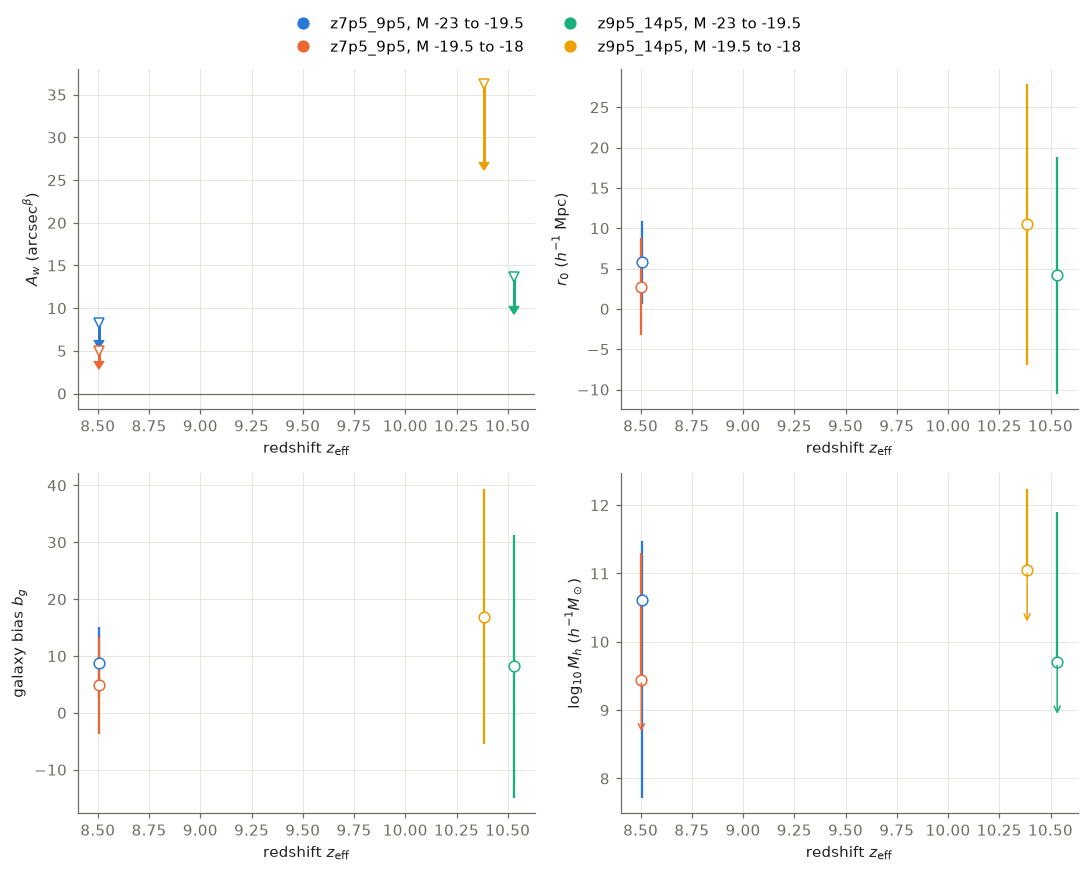 z7p5_9p5, M -23 to -19.5
z9p5_14p5, M -23 to -19.5
z7p5_9p5, M -19.5 to -18
z9p5_14p5, M -19.5 to -18
35
30
25
20
15
10
5
0
A_w (arcsec^β)
8.50 8.75 9.00 9.25 9.50 9.75 10.00 10.25 10.50
redshift z_eff
25
20
15
10
5
0
−5
−10
r_0 (h^−1 Mpc)
8.50 8.75 9.00 9.25 9.50 9.75 10.00 10.25 10.50
redshift z_eff
40
30
20
10
0
−10
galaxy bias b_g
8.50 8.75 9.00 9.25 9.50 9.75 10.00 10.25 10.50
redshift z_eff
12
11
10
9
8
log_10 M_h (h^−1 M_⊙)
8.50 8.75 9.00 9.25 9.50 9.75 10.00 10.25 10.50
redshift z_eff